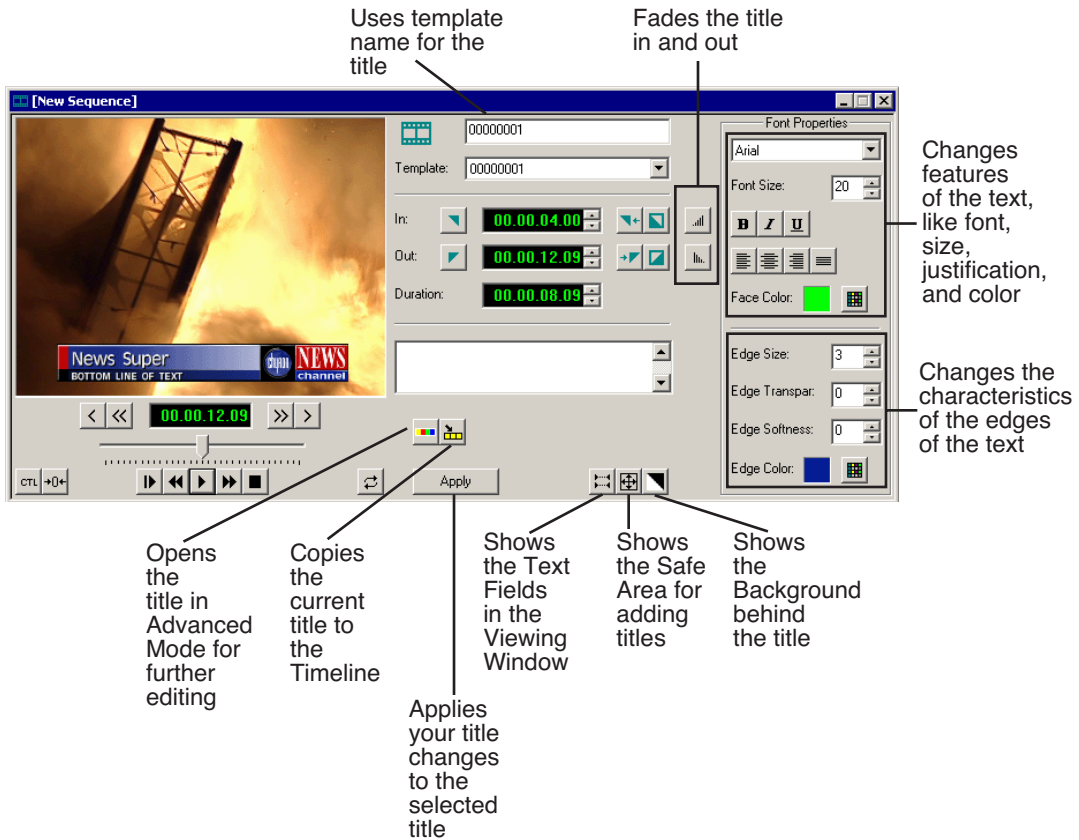 Uses template
name for the
title
Fades the title
in and out
[New Sequence]
00000001
Template:
00000001
In:
00.00.04.00
Out:
00.00.12.09
Duration:
00.00.08.09
Font Properties
Arial
Font Size:
20
B I U
Face Color:
Edge Size:
3
Edge Transpar:
0
Edge Softness:
0
Edge Color:
Changes
features
of the text,
like font,
size,
justification,
and color
Changes the
characteristics
of the edges
of the text
News Super
BOTTOM LINE OF TEXT
chyron
NEWS
channel
< <<
00.00.12.09
>> >
CTL
→0←
Apply
Opens
the
title in
Advanced
Mode for
further
editing
Copies
the
current
title to
the
Timeline
Applies
your title
changes
to the
selected
title
Shows
the Text
Fields
in the
Viewing
Window
Shows
the Safe
Area for
adding
titles
Shows
the
Background
behind
the title